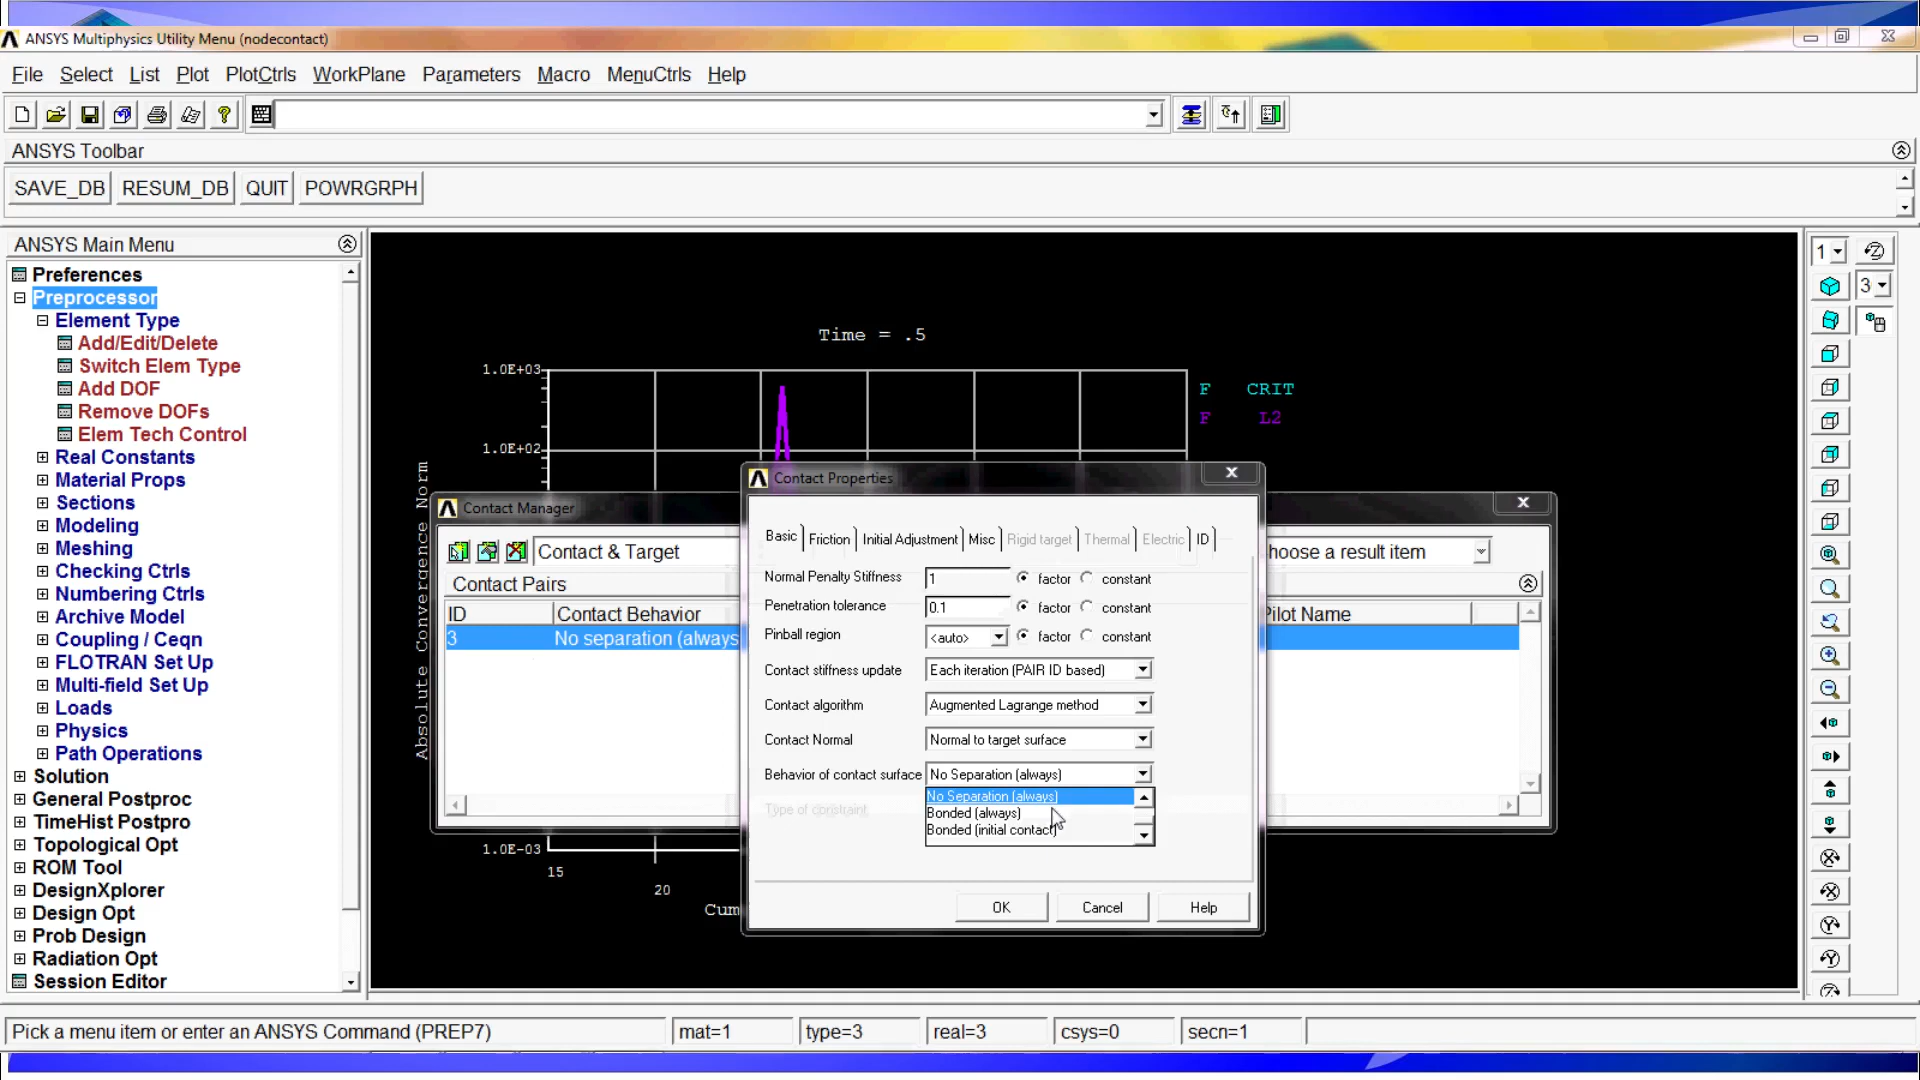 ANSYS Multiphysics Utility Menu (nodecontact)
File Select List Plot PlotCtrls WorkPlane Parameters Macro MenuCtrls Help
ANSYS Toolbar
SAVE_DB RESUM_DB QUIT POWRGRPH
ANSYS Main Menu
Preferences
Preprocessor
Element Type
Add/Edit/Delete
Switch Elem Type
Add DOF
Remove DOFs
Elem Tech Control
Real Constants
Material Props
Sections
Modeling
Meshing
Checking Ctrls
Numbering Ctrls
Archive Model
Coupling / Ceqn
FLOTRAN Set Up
Multi-field Set Up
Loads
Physics
Path Operations
Solution
General Postproc
TimeHist Postpro
Topological Opt
ROM Tool
DesignXplorer
Design Opt
Prob Design
Radiation Opt
Session Editor
Time = .5
1.0E+03
1.0E+02
1.0E-03
15
20
Cum
Absolute Convergence Norm
F CRIT
F L2
Contact Manager
Contact & Target
hoose a result item
Contact Pairs
ID Contact Behavior Pilot Name
3 No separation (always
Contact Properties
Basic Friction Initial Adjustment Misc Rigid target Thermal Electric ID
Normal Penalty Stiffness 1 factor constant
Penetration tolerance 0.1 factor constant
Pinball region <auto> factor constant
Contact stiffness update Each iteration (PAIR ID based)
Contact algorithm Augmented Lagrange method
Contact Normal Normal to target surface
Behavior of contact surface No Separation (always)
No Separation (always)
Type of constraint Bonded (always)
Bonded (initial contact)
OK Cancel Help
1
3
Pick a menu item or enter an ANSYS Command (PREP7) mat=1 type=3 real=3 csys=0 secn=1